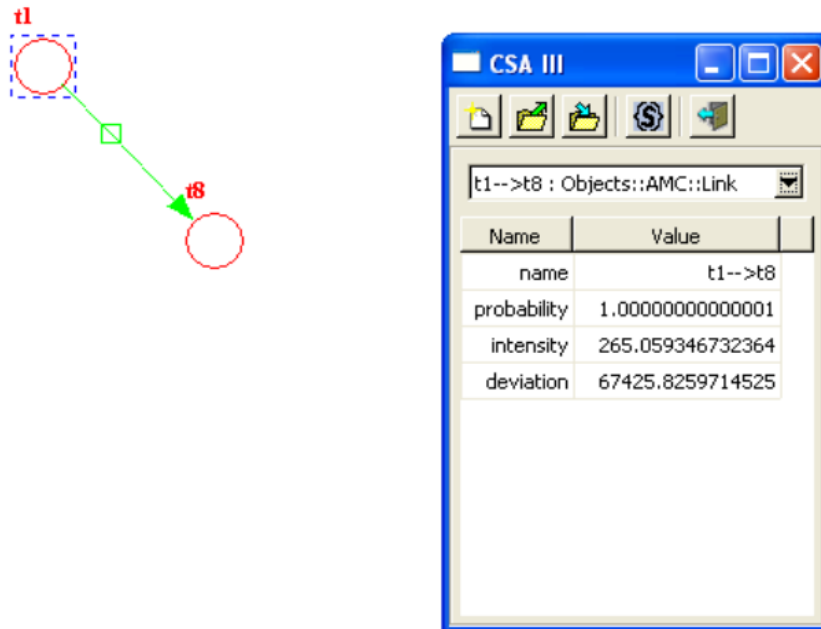 t1
t8
CSA III
t1-->t8 : Objects::AMC::Link
Name Value
name t1-->t8
probability 1.00000000000001
intensity 265.059346732364
deviation 67425.8259714525